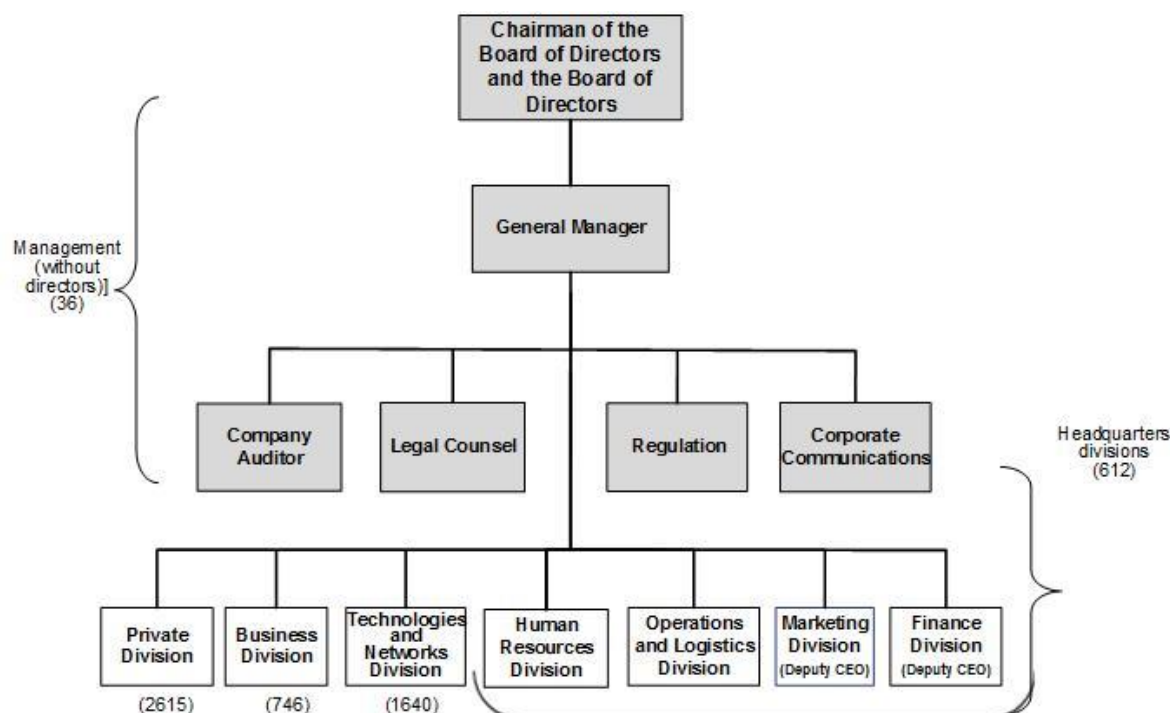 Chairman of the
Board of Directors
and the Board of
Directors
General Manager
Management
(without
directors)]
(36)
Company
Auditor
Legal Counsel
Regulation
Corporate
Communications
Headquarters
divisions
(612)
Private
Division
Business
Division
Technologies
and
Networks
Division
Human
Resources
Division
Operations
and Logistics
Division
Marketing
Division
(Deputy CEO)
Finance
Division
(Deputy CEO)
(2615)
(746)
(1640)